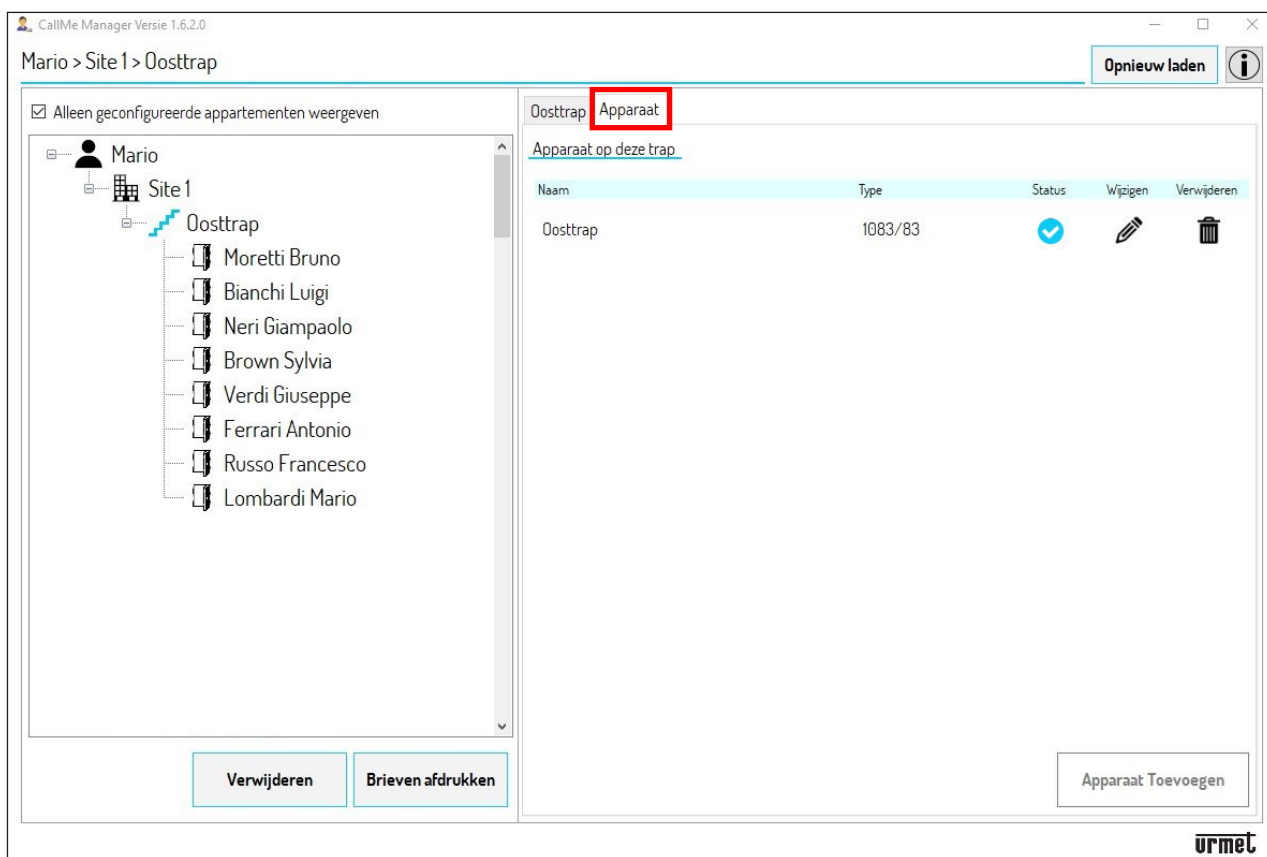 CallMe Manager Versie 1.6.2.0
Mario > Site 1 > Oosttrap
Opnieuw laden
Alleen geconfigureerde appartementen weergeven
Mario
Site 1
Oosttrap
Moretti Bruno
Bianchi Luigi
Neri Giampaolo
Brown Sylvia
Verdi Giuseppe
Ferrari Antonio
Russo Francesco
Lombardi Mario
Verwijderen Brieven afdrukken
Oosttrap Apparaat
Apparaat op deze trap
Naam Type Status Wijzigen Verwijderen
Oosttrap 1083/83
Apparaat Toevoegen
urmet